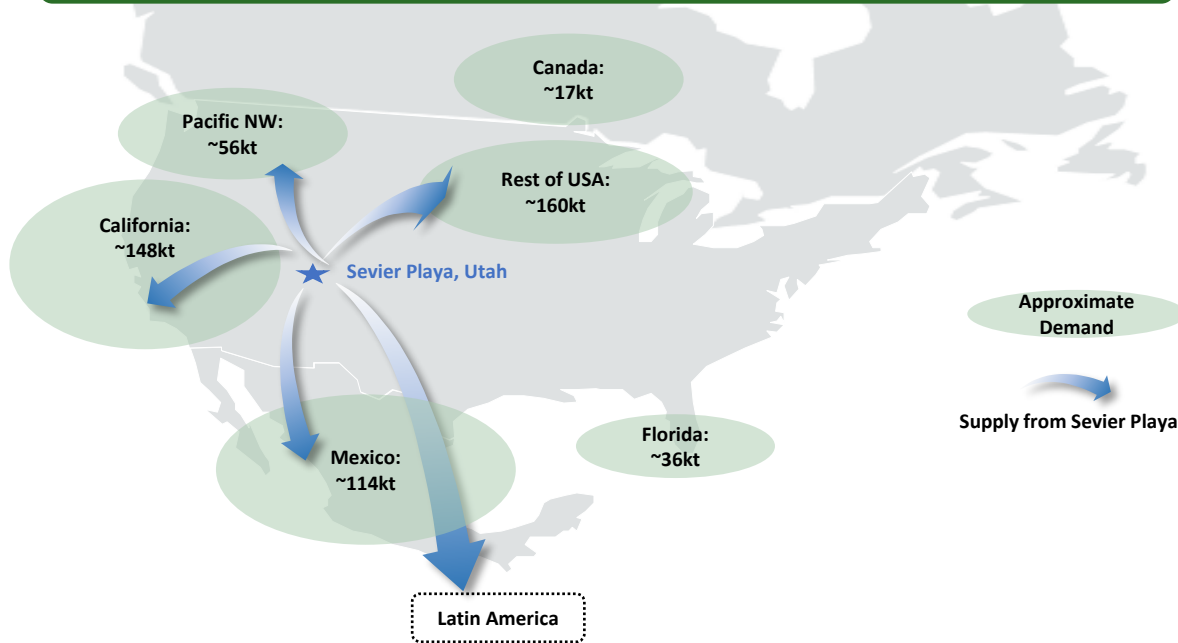 Canada:
~17kt
Pacific NW:
~56kt
Rest of USA:
~160kt
California:
~148kt
Sevier Playa, Utah
Approximate
Demand
Supply from Sevier Playa
Florida:
~36kt
Mexico:
~114kt
Latin America